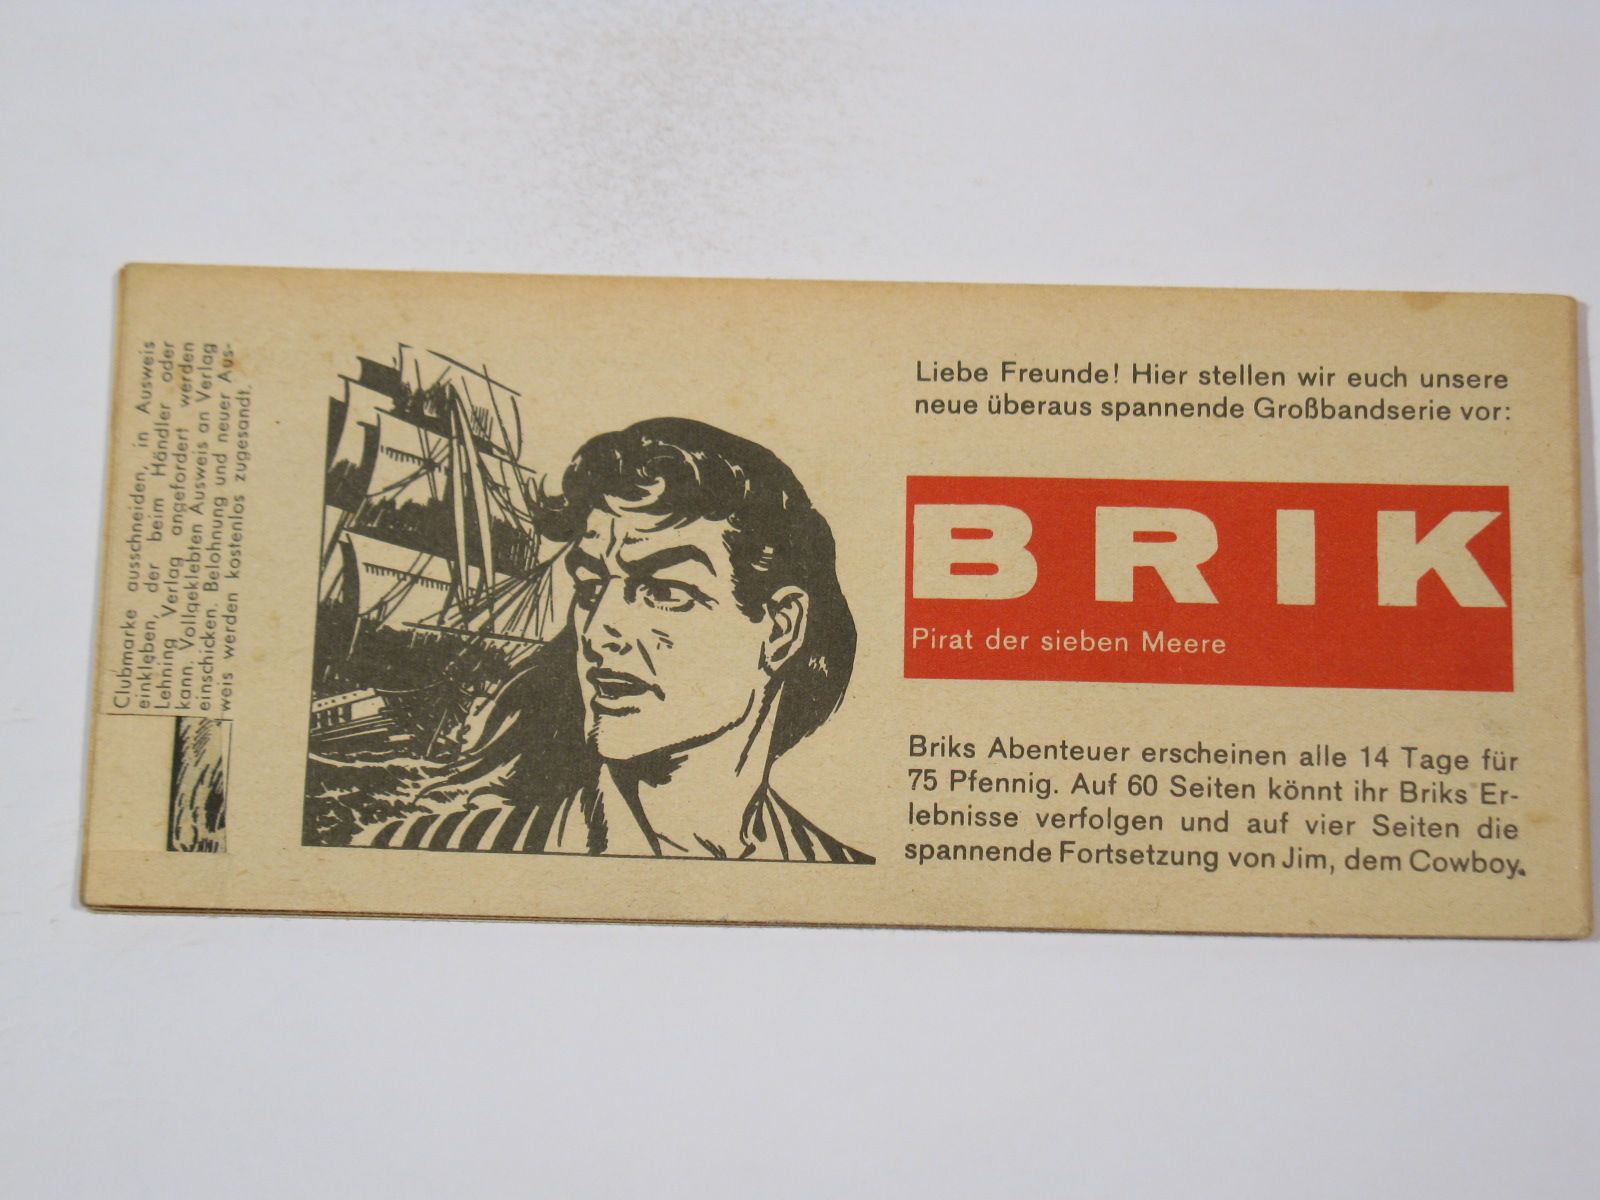 Clubmarke ausschneiden, in Ausweis
einkleben, der beim Händler oder
Lehning Verlag angefordert werden
kann. Vollgeklebten Ausweis an Verlag
einschicken. Belohnung und neuer Aus-
weis werden kostenlos zugesandt.
Liebe Freunde! Hier stellen wir euch unsere
neue überaus spannende Großbandserie vor:
BRIK
Pirat der sieben Meere
Briks Abenteuer erscheinen alle 14 Tage für
75 Pfennig. Auf 60 Seiten könnt ihr Briks Er-
lebnisse verfolgen und auf vier Seiten die
spannende Fortsetzung von Jim, dem Cowboy.